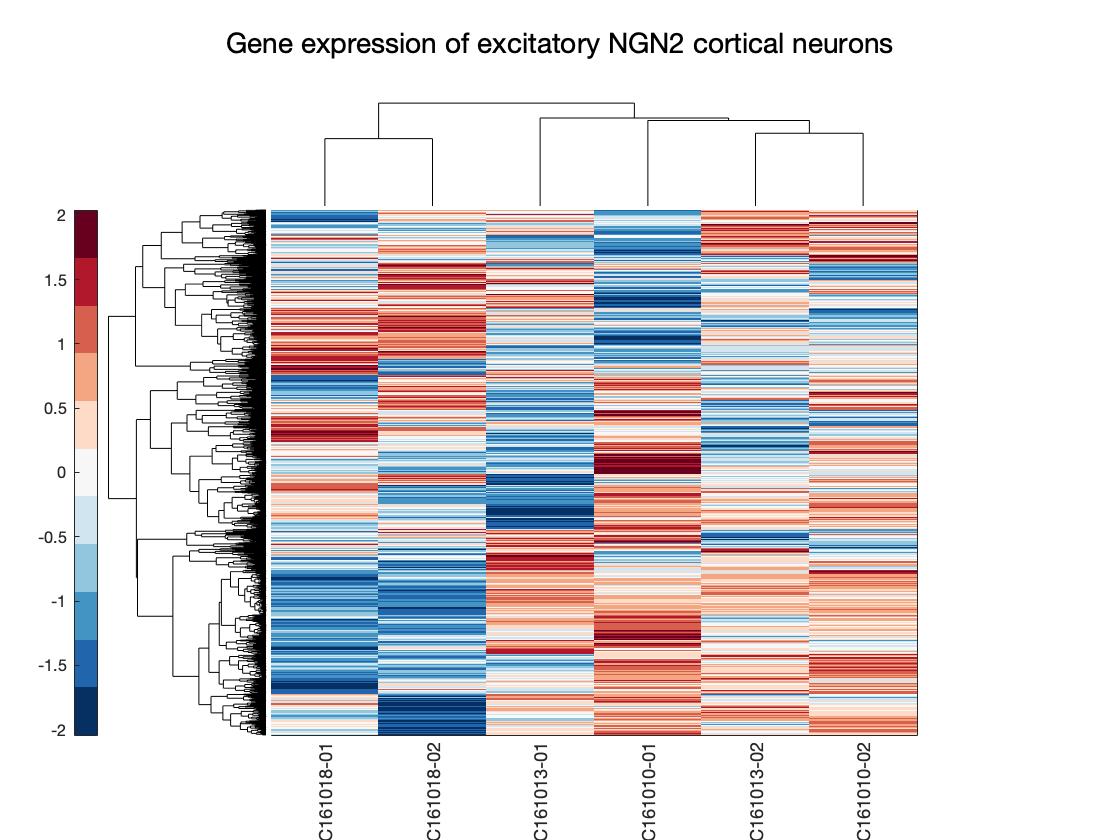 Gene expression of excitatory NGN2 cortical neurons
2
1.5
1
0.5
0
-0.5
-1
-1.5
-2
C161018-01
C161018-02
C161013-01
C161010-01
C161013-02
C161010-02